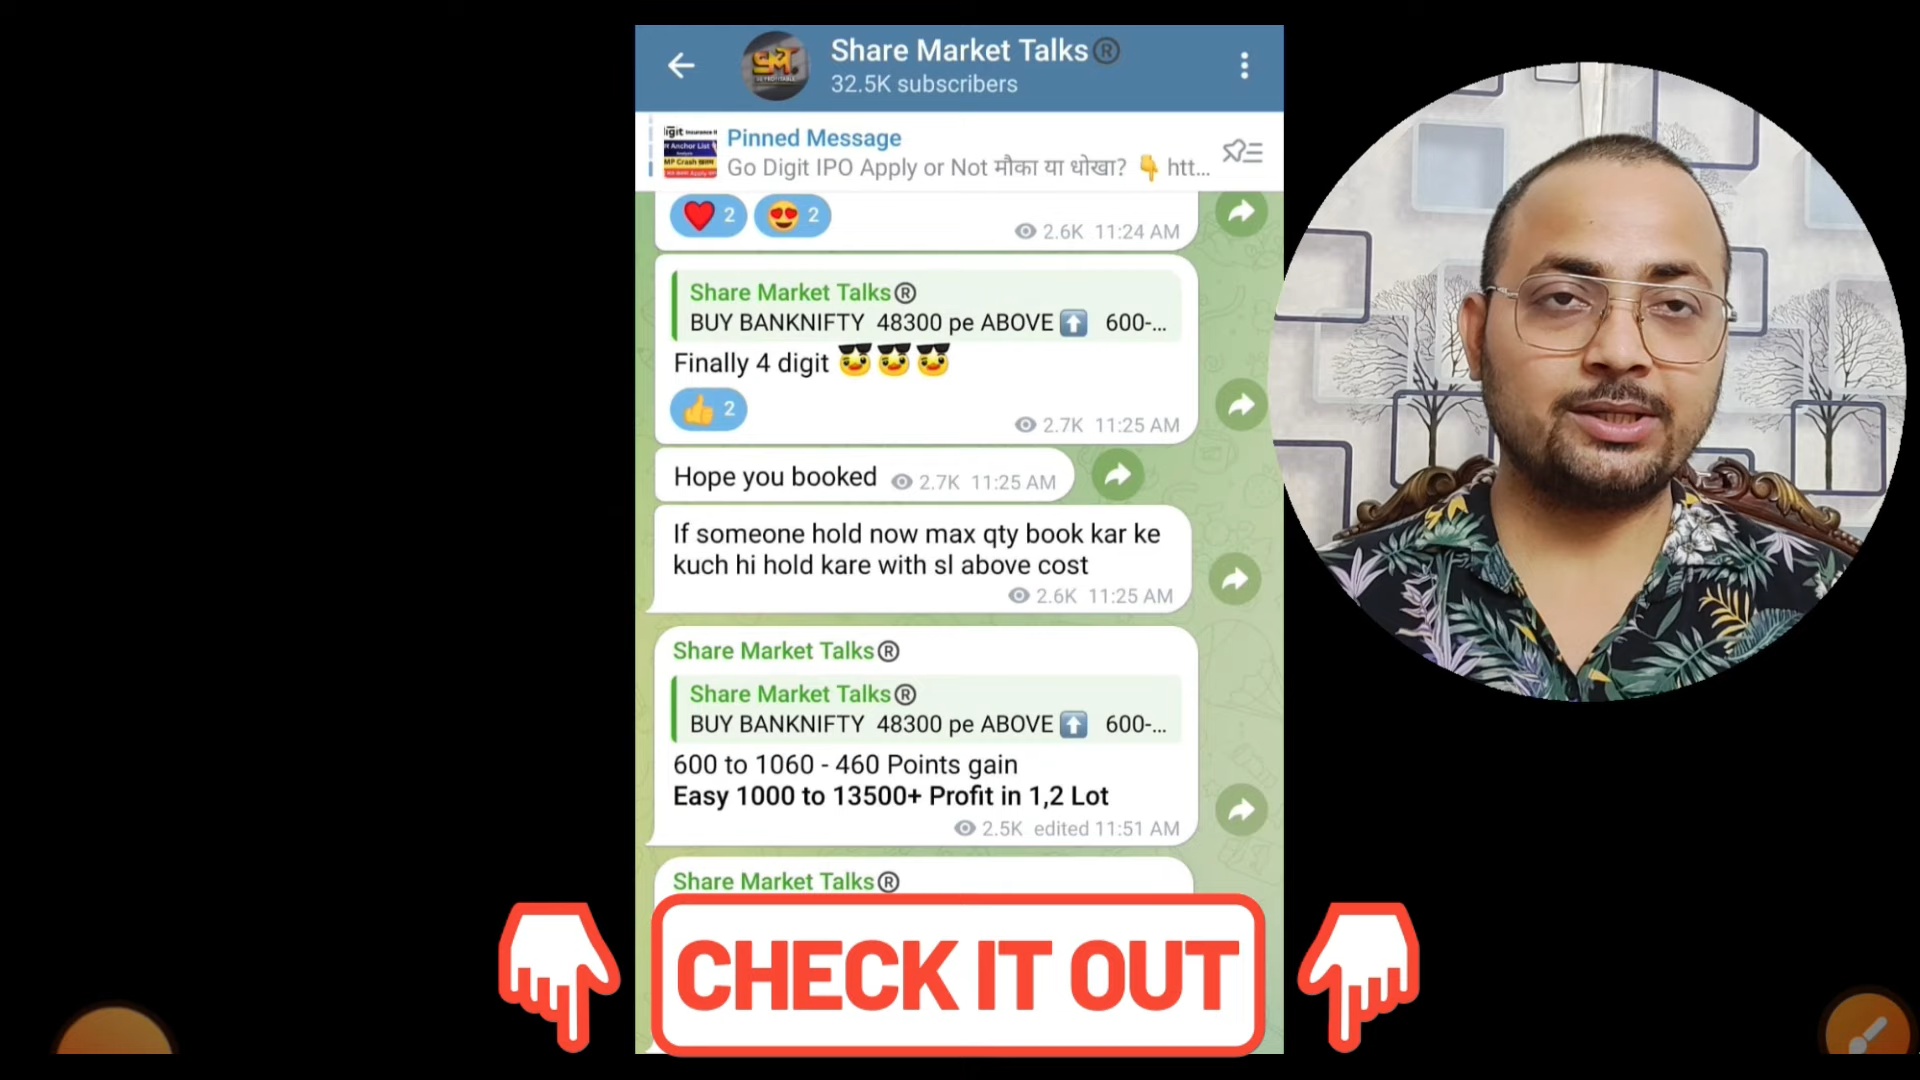 Share Market Talks®
32.5K subscribers
Pinned Message
Go Digit IPO Apply or Not मौका या धोखा? 👇 htt...
❤️ 2 😍 2
2.6K 11:24 AM
Share Market Talks®
BUY BANKNIFTY 48300 pe ABOVE ⬆️ 600-...
Finally 4 digit
👍 2
2.7K 11:25 AM
Hope you booked 2.7K 11:25 AM
If someone hold now max qty book kar ke
kuch hi hold kare with sl above cost
2.6K 11:25 AM
Share Market Talks®
Share Market Talks®
BUY BANKNIFTY 48300 pe ABOVE ⬆️ 600-...
600 to 1060 - 460 Points gain
Easy 1000 to 13500+ Profit in 1,2 Lot
2.5K edited 11:51 AM
Share Market Talks®
CHECK IT OUT